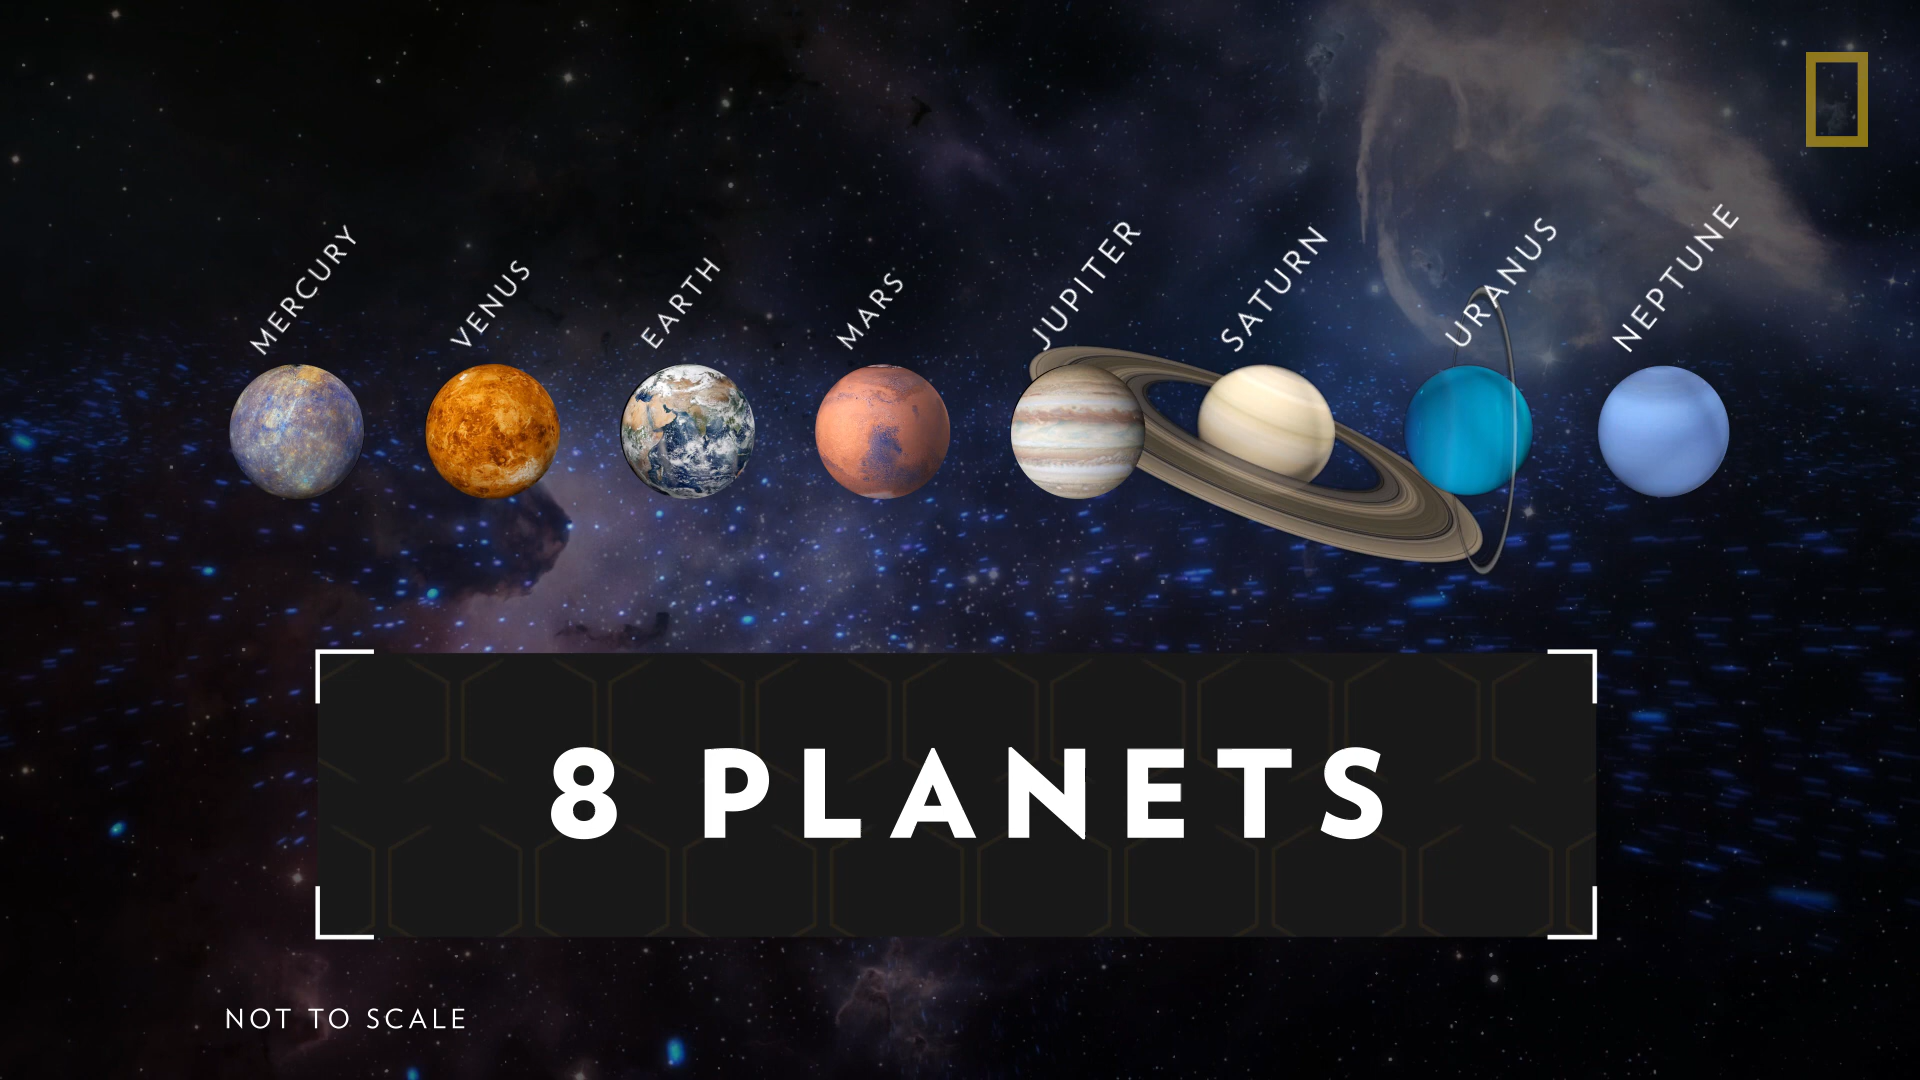 MERCURY
VENUS
EARTH
MARS
JUPITER
SATURN
URANUS
NEPTUNE
8 PLANETS
NOT TO SCALE